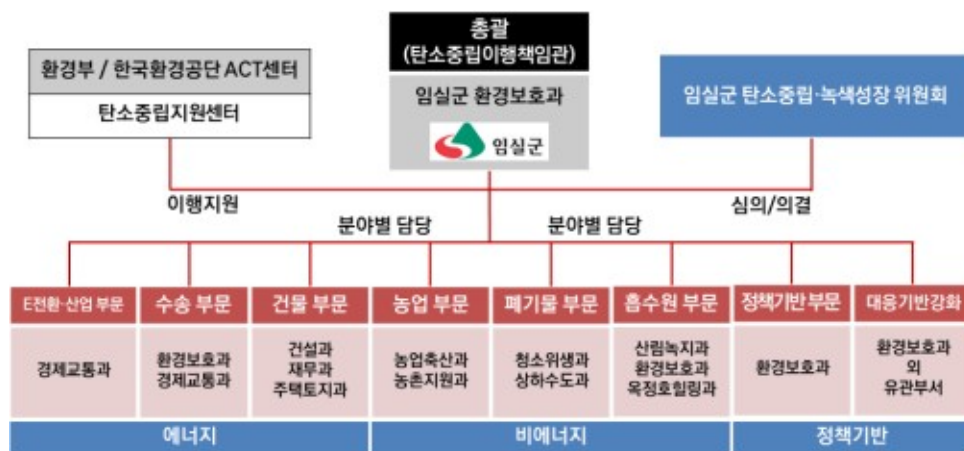 총괄
(탄소중립이행책임관)
환경부 / 한국환경공단 ACT센터
탄소중립지원센터
임실군 환경보호과
임실군
임실군 탄소중립·녹색성장 위원회
이행지원
심의/의결
분야별 담당
분야별 담당
E전환·산업 부문
경제교통과
수송 부문
환경보호과
경제교통과
건물 부문
건설과
재무과
주택토지과
농업 부문
농업축산과
농촌지원과
폐기물 부문
청소위생과
상하수도과
흡수원 부문
산림녹지과
환경보호과
옥정호힐링과
정책기반 부문
환경보호과
대응기반강화
환경보호과
외
유관부서
에너지
비에너지
정책기반